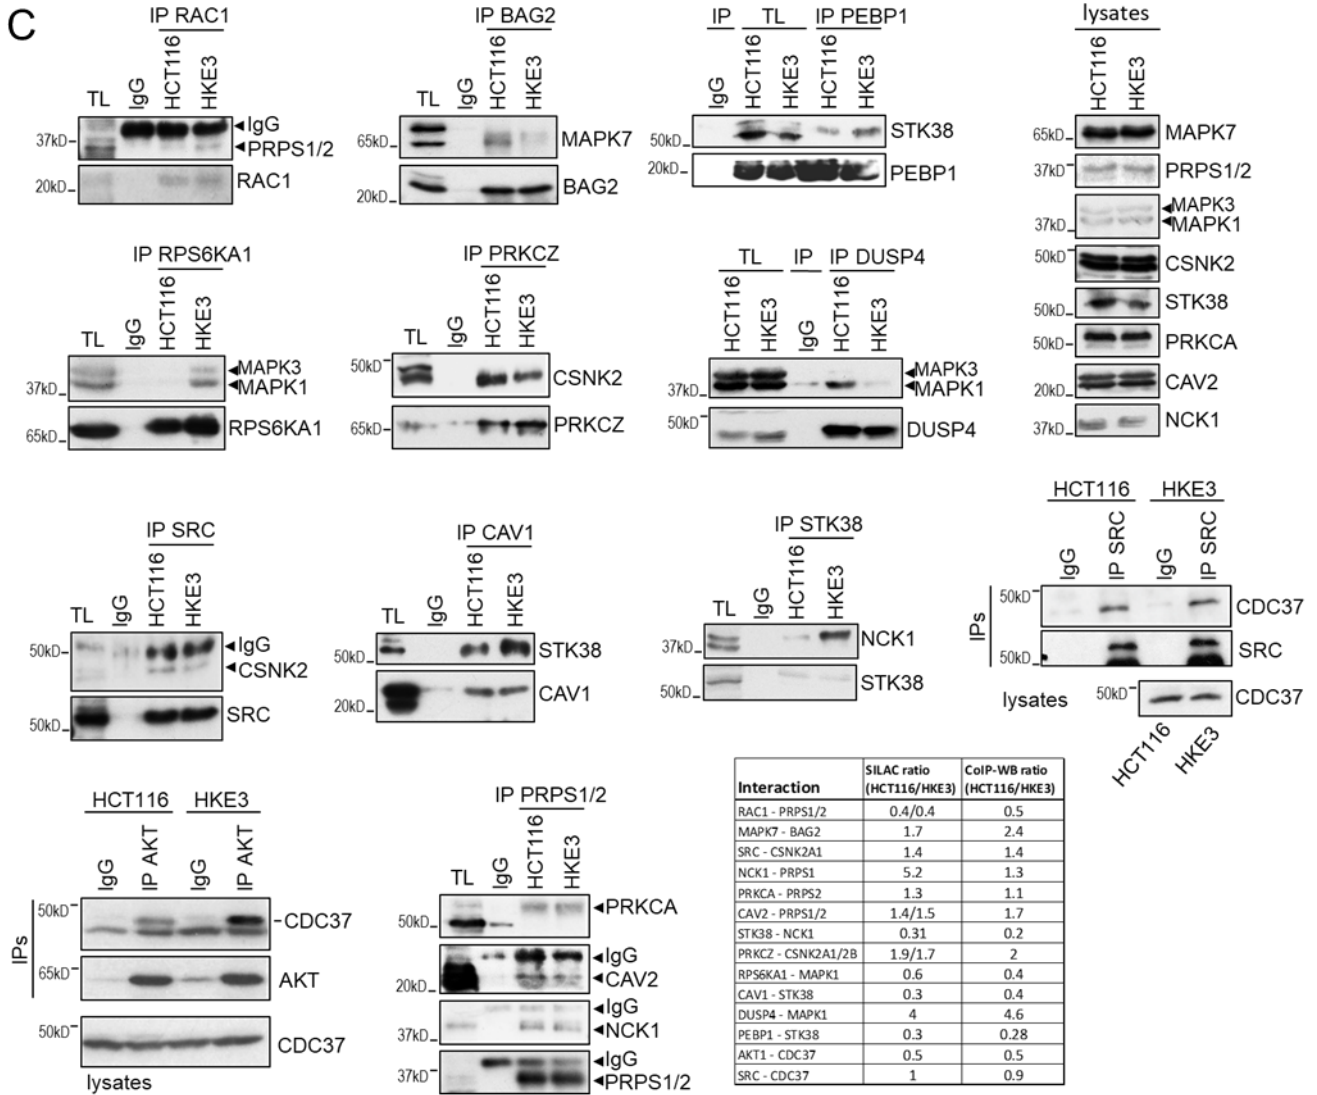 C
IP RAC1
TL
IgG
HCT116
HKE3
37kD
20kD
IgG
PRPS1/2
RAC1
IP BAG2
TL
IgG
HCT116
HKE3
65kD
20kD
MAPK7
BAG2
IP
TL
IP PEBP1
IgG
HCT116
HKE3
HCT116
HKE3
50kD
20kD
STK38
PEBP1
lysates
HCT116
HKE3
65kD
MAPK7
37kD
PRPS1/2
MAPK3
37kD
MAPK1
50kD
CSNK2
STK38
50kD
50kD
PRKCA
20kD
CAV2
37kD
NCK1
IP RPS6KA1
TL
IgG
HCT116
HKE3
37kD
65kD
MAPK3
MAPK1
RPS6KA1
IP PRKCZ
TL
IgG
HCT116
HKE3
50kD
65kD
CSNK2
PRKCZ
TL
IP
IP DUSP4
HCT116
HKE3
IgG
HCT116
HKE3
37kD
50kD
MAPK3
MAPK1
DUSP4
IP SRC
TL
IgG
HCT116
HKE3
50kD
50kD
IgG
CSNK2
SRC
IP CAV1
TL
IgG
HCT116
HKE3
50kD
20kD
STK38
CAV1
IP STK38
TL
IgG
HCT116
HKE3
37kD
50kD
NCK1
STK38
HCT116
HKE3
IgG
IP SRC
IgG
IP SRC
IPs
50kD
CDC37
50kD
SRC
lysates
50kD
CDC37
HCT116
HKE3
HCT116
HKE3
IgG
IP AKT
IgG
IP AKT
IPs
50kD
CDC37
65kD
AKT
50kD
CDC37
lysates
IP PRPS1/2
TL
IgG
HCT116
HKE3
50kD
PRKCA
IgG
20kD
CAV2
IgG
37kD
NCK1
IgG
37kD
PRPS1/2
Interaction SILAC ratio (HCT116/HKE3) CoIP-WB ratio (HCT116/HKE3)
RAC1 - PRPS1/2 0.4/0.4 0.5
MAPK7 - BAG2 1.7 2.4
SRC - CSNK2A1 1.4 1.4
NCK1 - PRPS1 5.2 1.3
PRKCA - PRPS2 1.3 1.1
CAV2 - PRPS1/2 1.4/1.5 1.7
STK38 - NCK1 0.31 0.2
PRKCZ - CSNK2A1/2B 1.9/1.7 2
RPS6KA1 - MAPK1 0.6 0.4
CAV1 - STK38 0.3 0.4
DUSP4 - MAPK1 4 4.6
PEBP1 - STK38 0.3 0.28
AKT1 - CDC37 0.5 0.5
SRC - CDC37 1 0.9